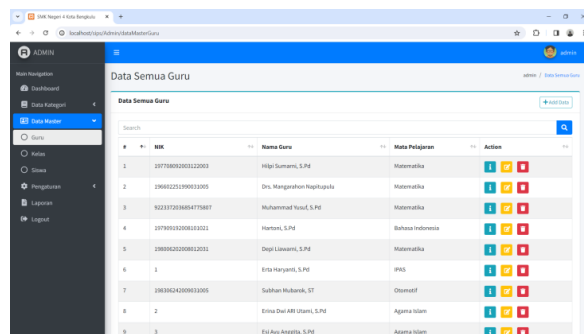 SMK Negeri 4 Kota Bengkulu
localhost/sips/Admin/dataMasterGuru
ADMIN
admin
Main Navigation
Dashboard
Data Kategori
Data Master
Guru
Kelas
Siswa
Pengaturan
Laporan
Logout
Data Semua Guru
admin / Data Semua Guru
Data Semua Guru
+ Add Data
Search
# NIK Nama Guru Mata Pelajaran Action
1 197708092003122003 Hilpi Sumarni, S.Pd Matematika
2 196602251990031005 Drs. Mangarahon Napitupulu Matematika
3 9223372036854775807 Muhammad Yusuf, S.Pd Matematika
4 197909192008101021 Hartoni, S.Pd Bahasa Indonesia
5 198006202008012031 Depi Liawarni, S.Pd Matematika
6 1 Erta Haryanti, S.Pd IPAS
7 198306242009031005 Subhan Mubarok, ST Otomotif
8 2 Erina Dwi ARI Utami, S.Pd Agama Islam
9 3 Esi Ayu Anggita, S.Pd Agama Islam